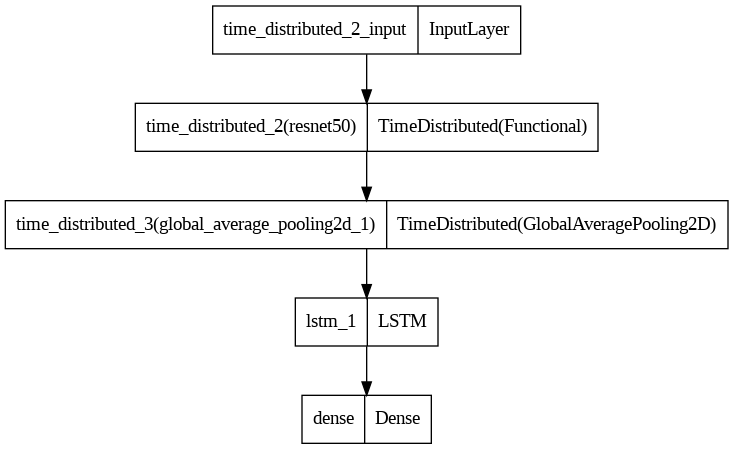 time_distributed_2_input InputLayer
time_distributed_2(resnet50) TimeDistributed(Functional)
time_distributed_3(global_average_pooling2d_1) TimeDistributed(GlobalAveragePooling2D)
lstm_1 LSTM
dense Dense